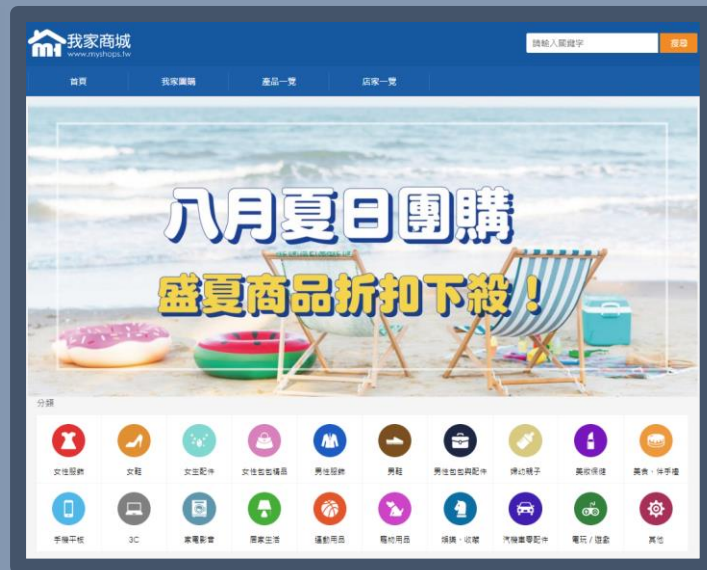 我家商城
www.myshops.tw
請輸入關鍵字
搜尋
首頁
我家團購
產品一覽
店家一覽
八月夏日團購
盛夏商品折扣下殺！
分類
女性服飾
女鞋
女生配件
女性包包精品
男性服飾
男鞋
男性包包與配件
婦幼親子
美妝保健
美食、伴手禮
手機平板
3C
家電影音
居家生活
運動用品
寵物用品
娛樂、收藏
汽機車零配件
電玩 / 遊戲
其他